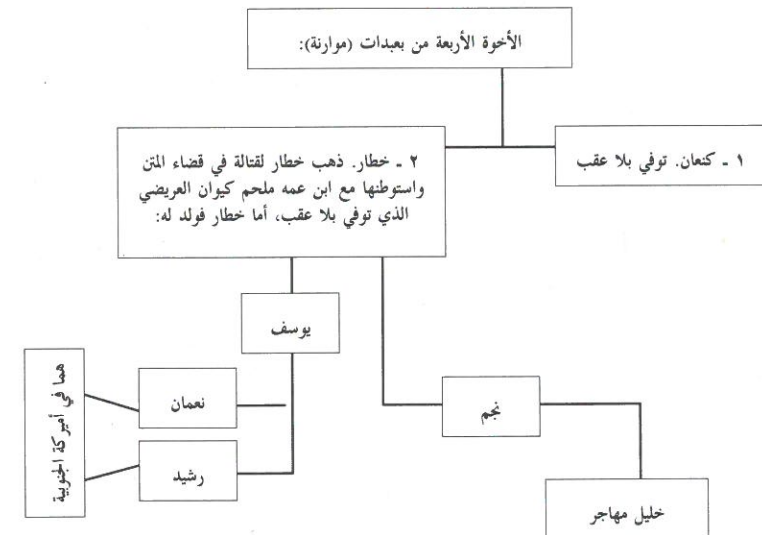 الأخوة الأربعة من بعبدات (موارنة):
١ ـ كنعان. توفي بلا عقب
٢ ـ خطار. ذهب خطار لقتالة في قضاء المتن
واستوطنها مع ابن عمه ملحم كيوان العريضي
الذي توفي بلا عقب، أما خطار فولد له:
يوسف
نجم
نعمان
رشيد
هما في أميركة الجنوبية
خليل مهاجر